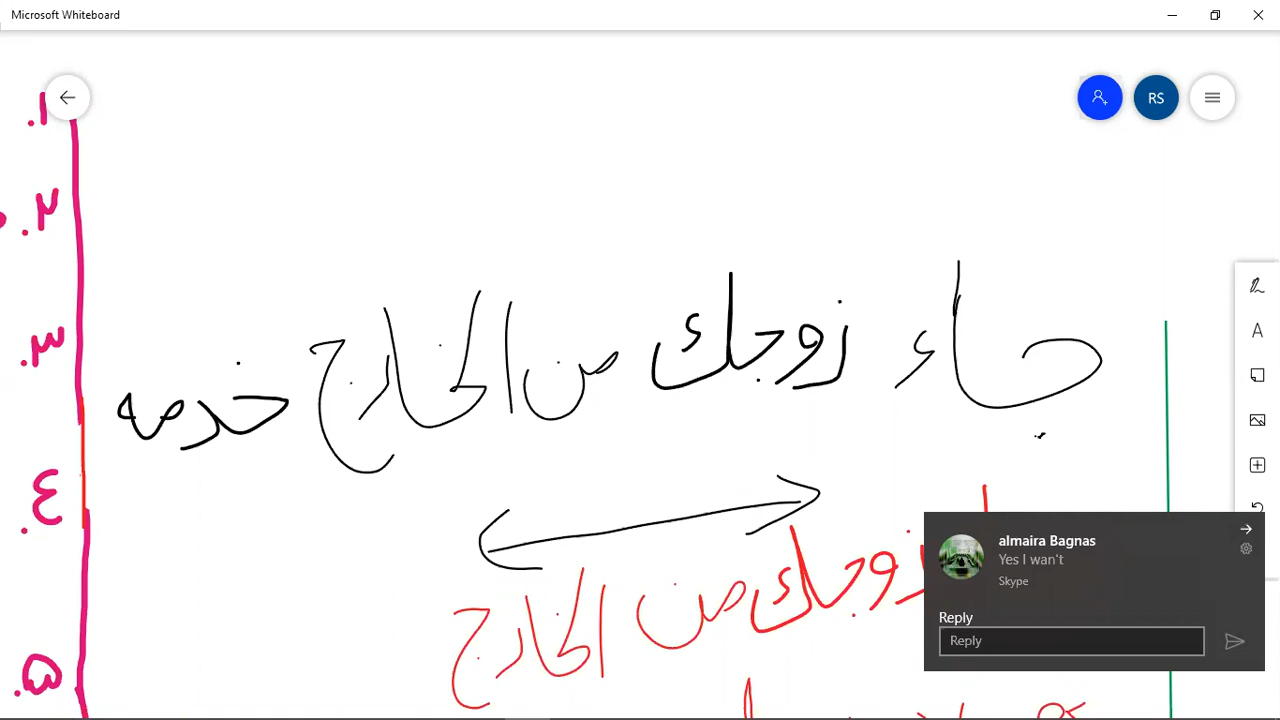 Microsoft Whiteboard
RS
١.
٢.
٣.
٤.
٥.
جاء زوجك من الخارج خدمه
زوجك من الخارج
almaira Bagnas
Yes I wan't
Skype
Reply
Reply